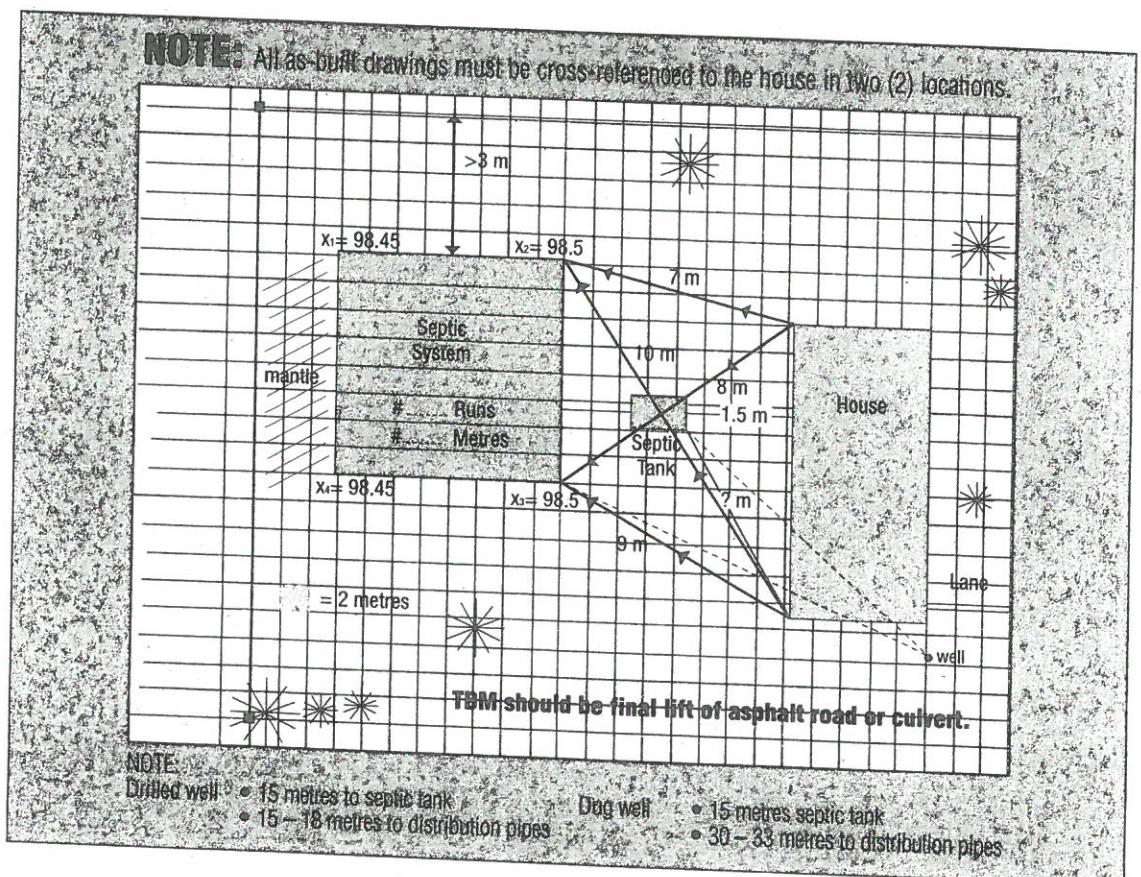 NOTE: All as-built drawings must be cross-referenced to the house in two (2) locations.
>3 m
x₁= 98.45
x₂= 98.5
7 m
Septic
System
mantle
10 m
8 m
1.5 m
House
# ........ Runs
# ........ Metres
Septic
Tank
x₄= 98.45
x₃= 98.5
? m
9 m
= 2 metres
Lane
well
TBM should be final lift of asphalt road or culvert.
NOTE:
Drilled well • 15 metres to septic tank
• 15 – 18 metres to distribution pipes
Dug well • 15 metres septic tank
• 30 – 33 metres to distribution pipes